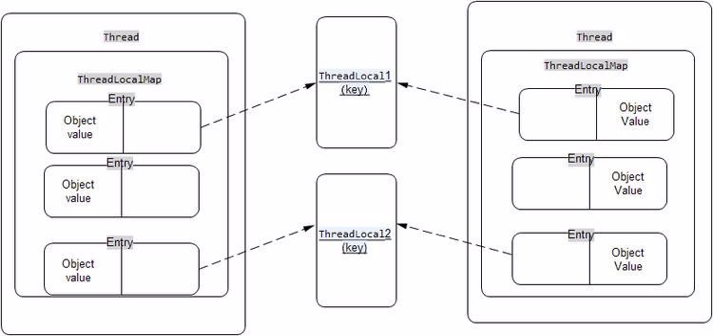 Thread
ThreadLocalMap
Entry
Object
value
Entry
Object
value
Entry
Object
value
ThreadLocal1
(key)
ThreadLocal2
(key)
Thread
ThreadLocalMap
Entry
Object
Value
Entry
Object
Value
Entry
Object
Value